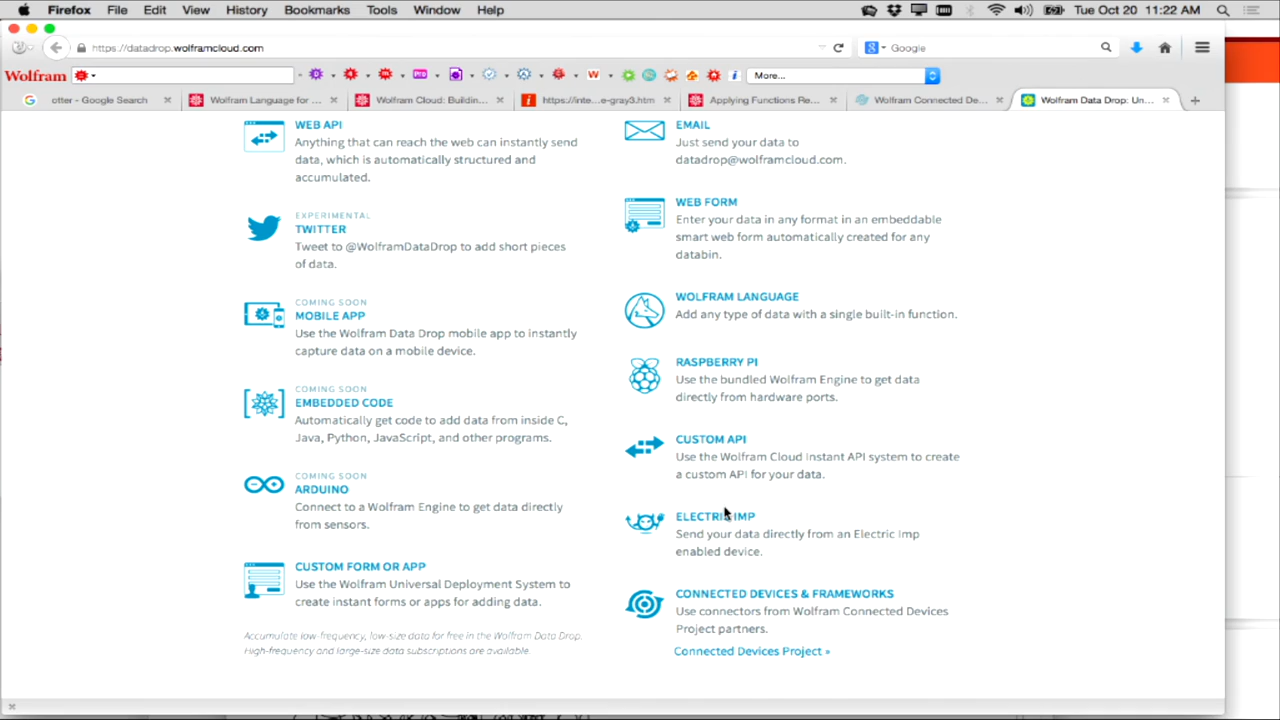 Firefox File Edit View History Bookmarks Tools Window Help Tue Oct 20 11:22 AM
https://datadrop.wolframcloud.com Google
Wolfram More...
otter - Google Search Wolfram Language for ... Wolfram Cloud: Buildin... https://inte...e-gray3.htm Applying Functions Re... Wolfram Connected De... Wolfram Data Drop: Un...
WEB API
Anything that can reach the web can instantly send
data, which is automatically structured and
accumulated.
EXPERIMENTAL
TWITTER
Tweet to @WolframDataDrop to add short pieces
of data.
COMING SOON
MOBILE APP
Use the Wolfram Data Drop mobile app to instantly
capture data on a mobile device.
COMING SOON
EMBEDDED CODE
Automatically get code to add data from inside C,
Java, Python, JavaScript, and other programs.
COMING SOON
ARDUINO
Connect to a Wolfram Engine to get data directly
from sensors.
CUSTOM FORM OR APP
Use the Wolfram Universal Deployment System to
create instant forms or apps for adding data.
Accumulate low-frequency, low-size data for free in the Wolfram Data Drop.
High-frequency and large-size data subscriptions are available.
EMAIL
Just send your data to
datadrop@wolframcloud.com.
WEB FORM
Enter your data in any format in an embeddable
smart web form automatically created for any
databin.
WOLFRAM LANGUAGE
Add any type of data with a single built-in function.
RASPBERRY PI
Use the bundled Wolfram Engine to get data
directly from hardware ports.
CUSTOM API
Use the Wolfram Cloud Instant API system to create
a custom API for your data.
ELECTRIC IMP
Send your data directly from an Electric Imp
enabled device.
CONNECTED DEVICES & FRAMEWORKS
Use connectors from Wolfram Connected Devices
Project partners.
Connected Devices Project »